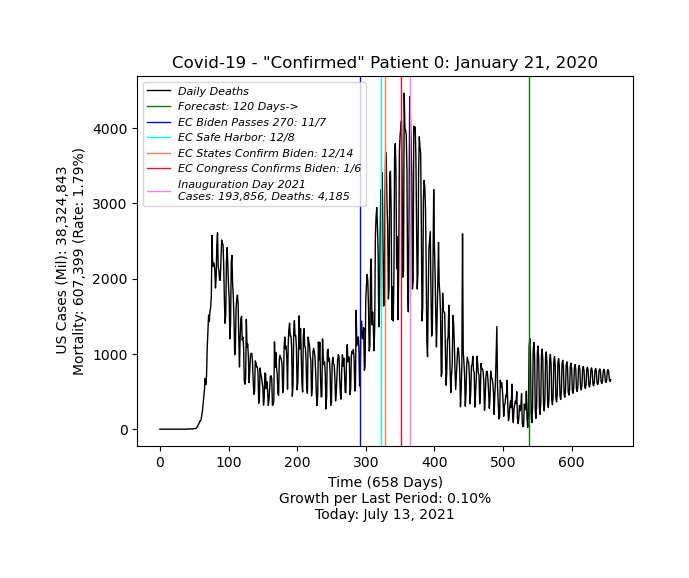 Covid-19 - "Confirmed" Patient 0: January 21, 2020
Daily Deaths
Forecast: 120 Days->
EC Biden Passes 270: 11/7
EC Safe Harbor: 12/8
EC States Confirm Biden: 12/14
EC Congress Confirms Biden: 1/6
Inauguration Day 2021
Cases: 193,856, Deaths: 4,185
US Cases (Mil): 38,324,843
Mortality: 607,399 (Rate: 1.79%)
4000
3000
2000
1000
0
0 100 200 300 400 500 600
Time (658 Days)
Growth per Last Period: 0.10%
Today: July 13, 2021